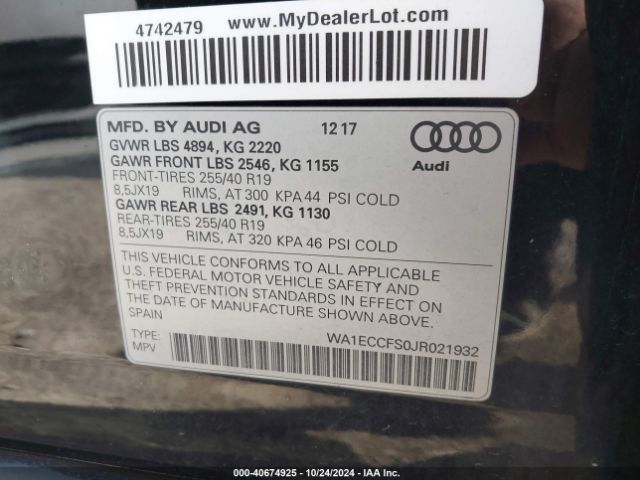 4742479 www.MyDealerLot.com
MFD. BY AUDI AG 12 17
GVWR LBS 4894, KG 2220
GAWR FRONT LBS 2546, KG 1155
FRONT-TIRES 255/40 R19
8,5JX19 RIMS, AT 300 KPA 44 PSI COLD
GAWR REAR LBS 2491, KG 1130
REAR-TIRES 255/40 R19
8,5JX19 RIMS, AT 320 KPA 46 PSI COLD
Audi
THIS VEHICLE CONFORMS TO ALL APPLICABLE
U.S. FEDERAL MOTOR VEHICLE SAFETY AND
THEFT PREVENTION STANDARDS IN EFFECT ON
THE DATE OF MANUFACTURE SHOWN ABOVE.
SPAIN
TYPE: WA1ECCFS0JR021932
MPV
000-40674925 - 10/24/2024 - IAA Inc.